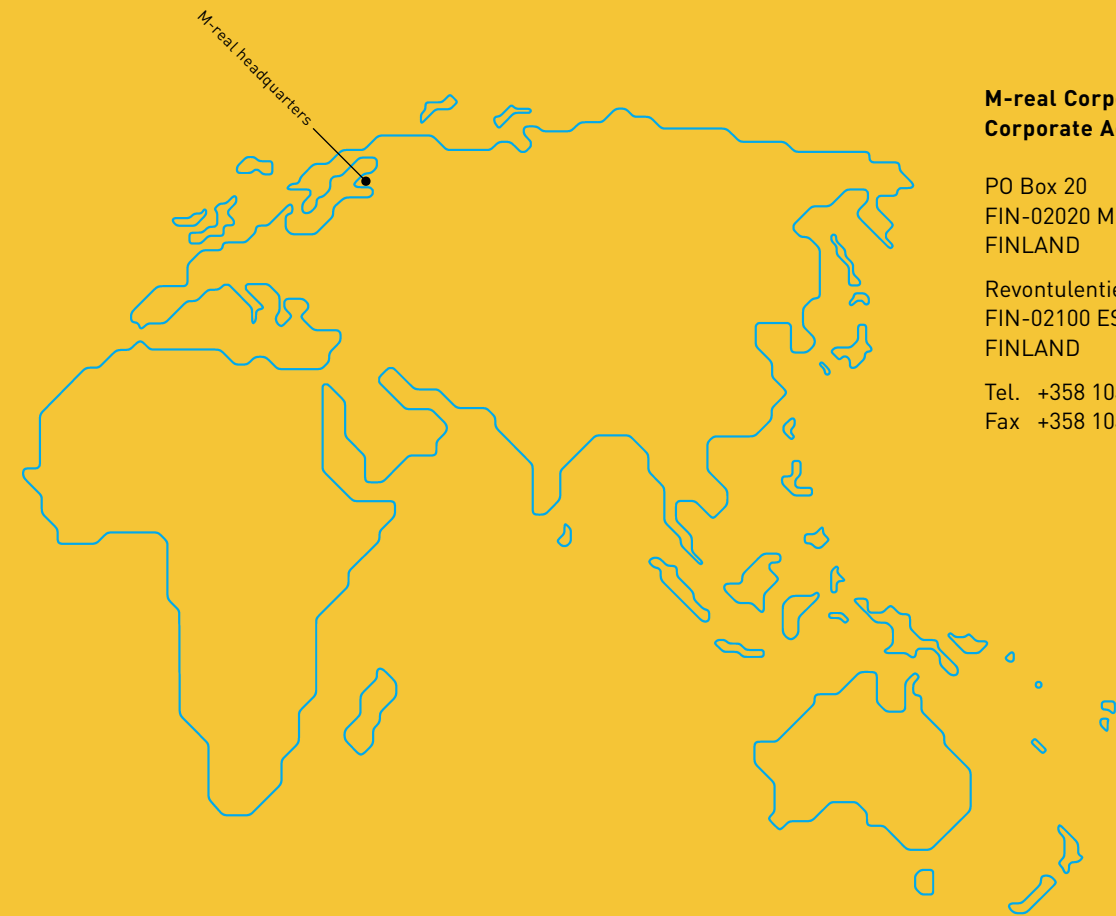 M-real headquarters
M-real Corp
Corporate A
PO Box 20
FIN-02020 M
FINLAND
Revontulentie
FIN-02100 ES
FINLAND
Tel. +358 10
Fax +358 10